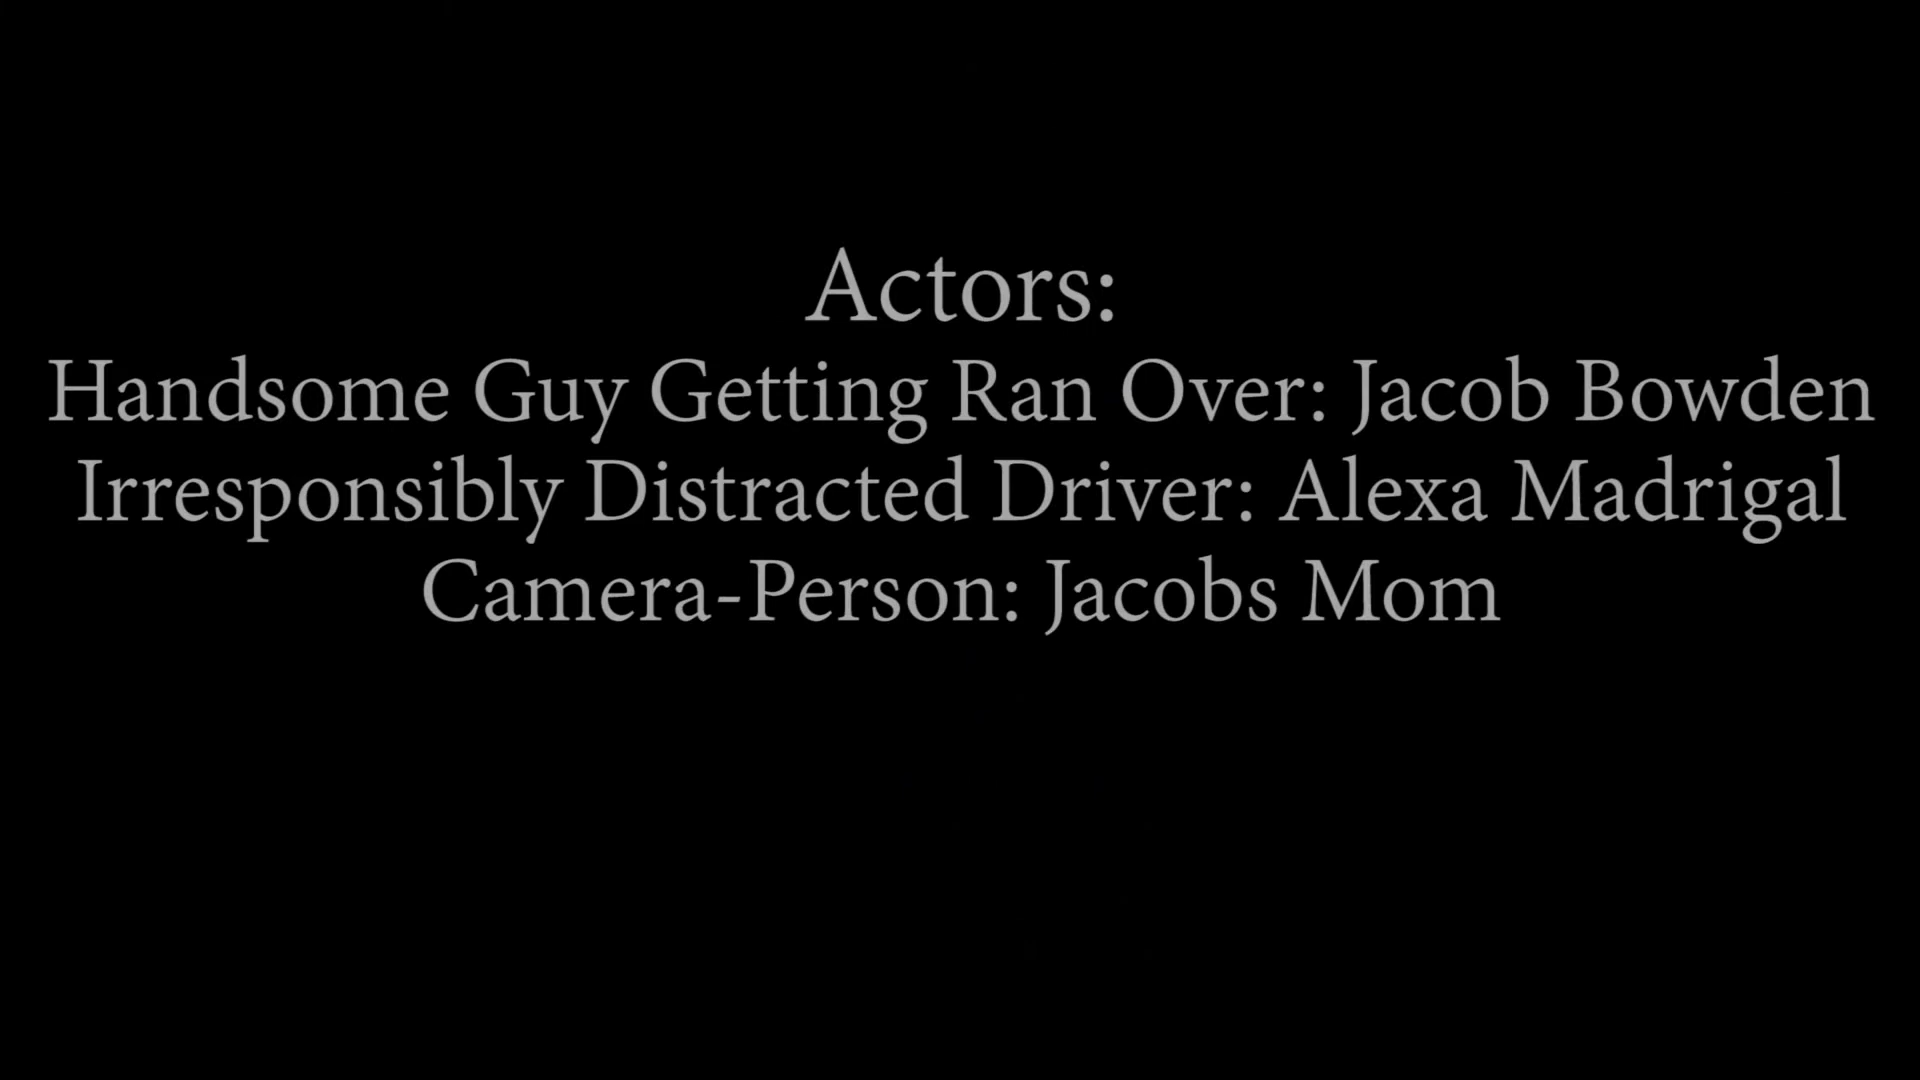 Actors:
Handsome Guy Getting Ran Over: Jacob Bowden
Irresponsibly Distracted Driver: Alexa Madrigal
Camera-Person: Jacobs Mom